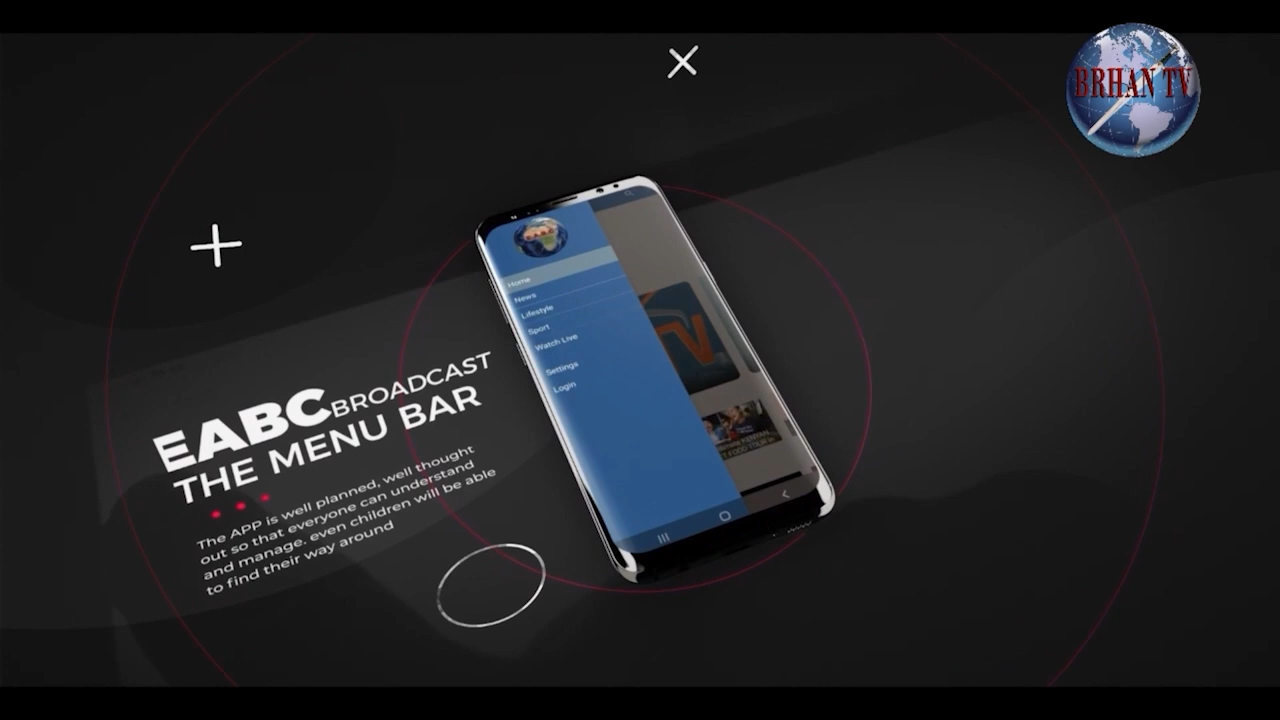 BRHAN TV
Home
News
Lifestyle
Sport
Watch Live
Settings
Login
TV
EABC BROADCAST
THE MENU BAR
The APP is well planned, well thought
out so that everyone can understand
and manage. even children will be able
to find their way around